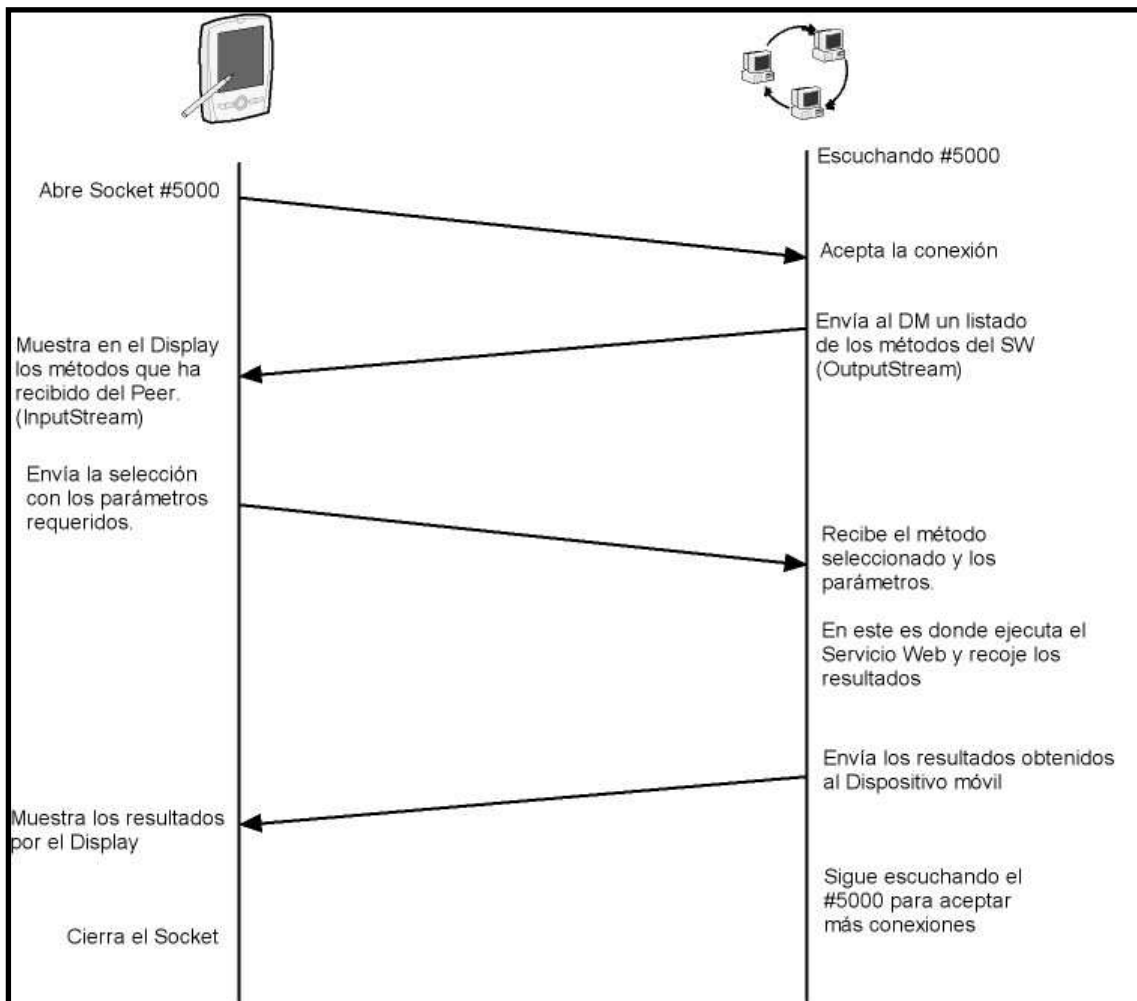 Escuchando #5000
Abre Socket #5000
Acepta la conexión
Envía al DM un listado
de los métodos del SW
(OutputStream)
Muestra en el Display
los métodos que ha
recibido del Peer.
(InputStream)
Envía la selección
con los parámetros
requeridos.
Recibe el método
seleccionado y los
parámetros.
En este es donde ejecuta el
Servicio Web y recoje los
resultados
Envía los resultados obtenidos
al Dispositivo móvil
Muestra los resultados
por el Display
Sigue escuchando el
#5000 para aceptar
más conexiones
Cierra el Socket